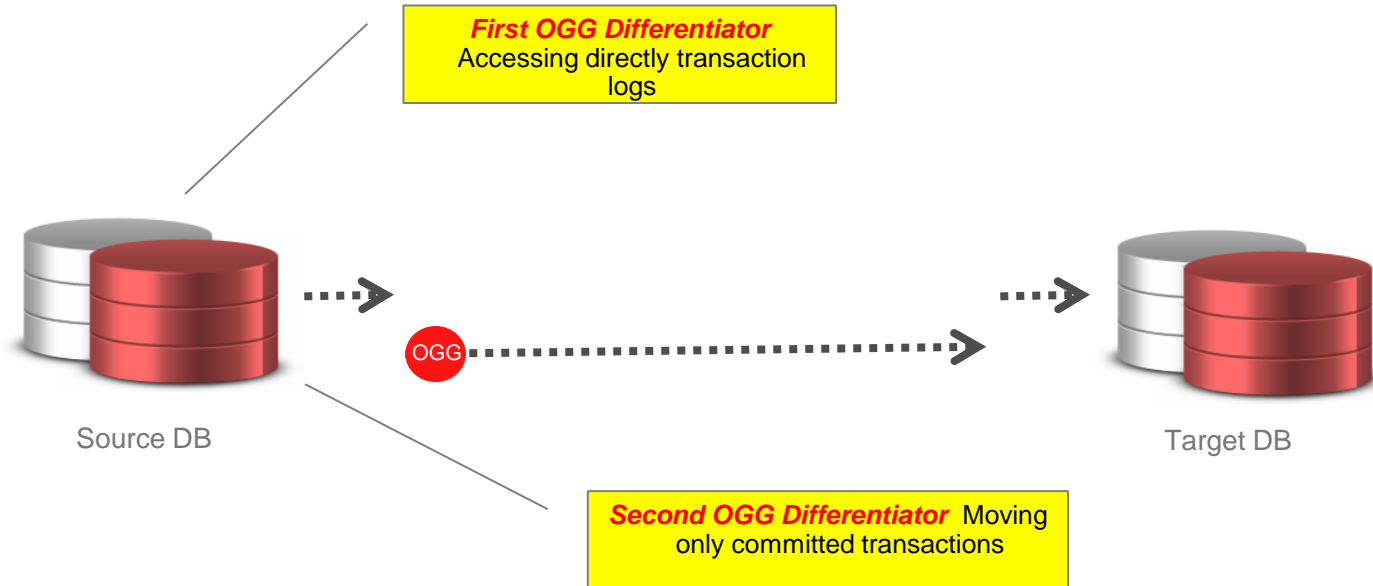 First OGG Differentiator
Accessing directly transaction
logs
OGG
Source DB
Target DB
Second OGG Differentiator Moving
only committed transactions